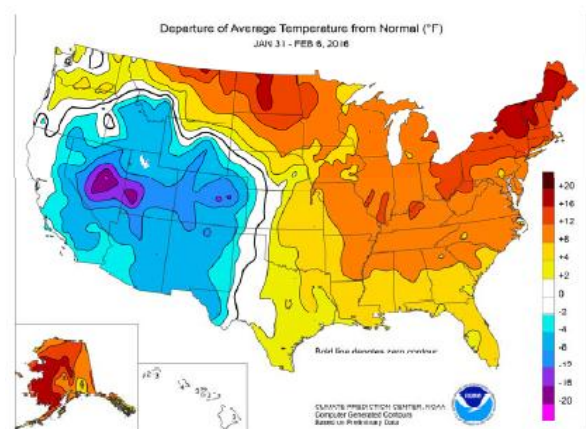 Departure of Average Temperature from Normal (°F)
JAN 31 - FEB 6, 2016
+20
+16
+12
+8
+4
+2
0
-2
-4
-8
-12
-16
-20
Bold line denotes zero contour
CLIMATE PREDICTION CENTER, NOAA
Computer Generated Contours
Based on Preliminary Data